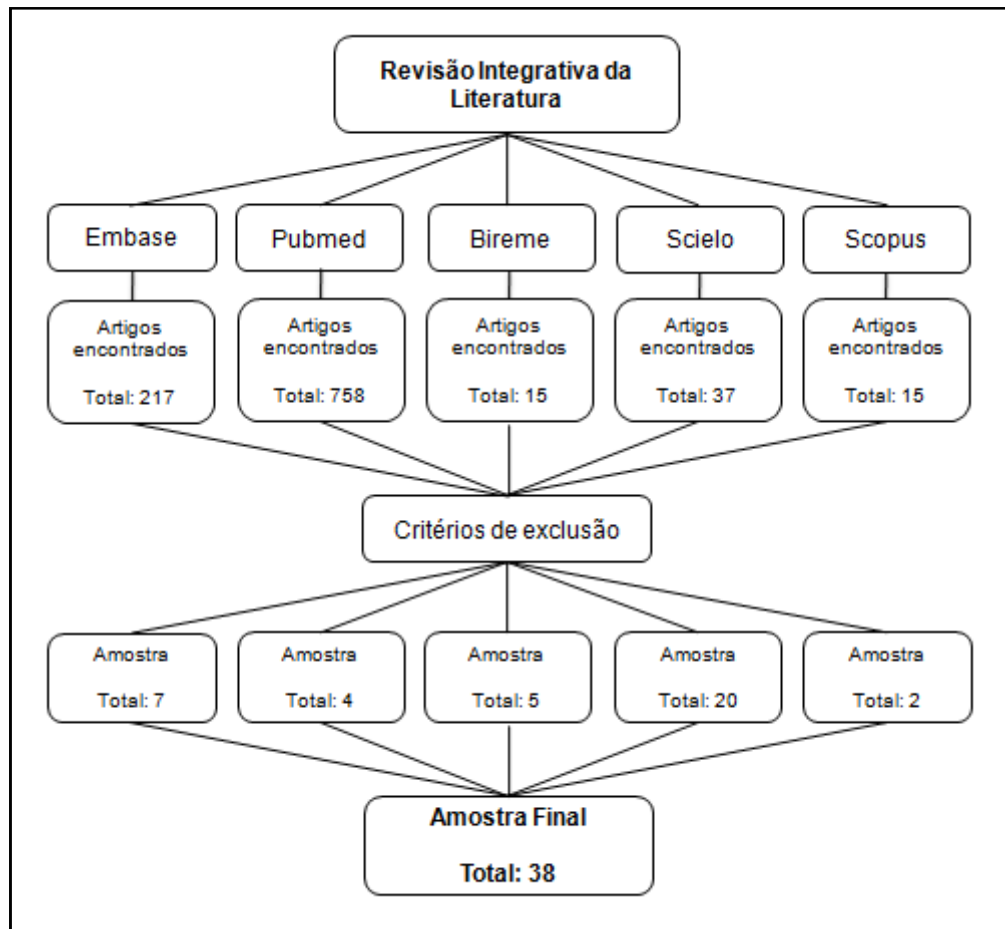 Revisão Integrativa da
Literatura
Embase
Pubmed
Bireme
Scielo
Scopus
Artigos
encontrados
Total: 217
Artigos
encontrados
Total: 758
Artigos
encontrados
Total: 15
Artigos
encontrados
Total: 37
Artigos
encontrados
Total: 15
Critérios de exclusão
Amostra
Total: 7
Amostra
Total: 4
Amostra
Total: 5
Amostra
Total: 20
Amostra
Total: 2
Amostra Final
Total: 38